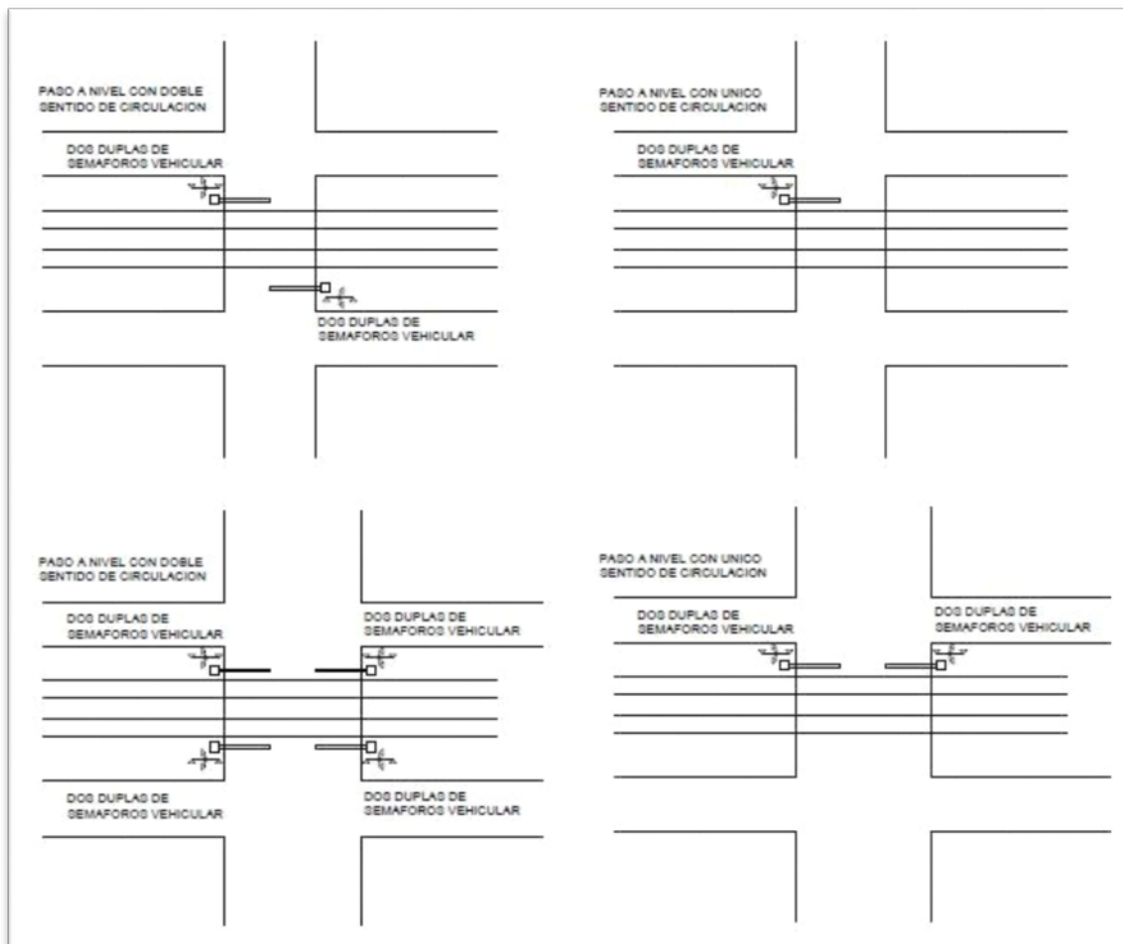 PASO A NIVEL CON DOBLE
SENTIDO DE CIRCULACION
DOS DUPLAS DE
SEMAFOROS VEHICULAR
DOS DUPLAS DE
SEMAFOROS VEHICULAR
PASO A NIVEL CON UNICO
SENTIDO DE CIRCULACION
DOS DUPLAS DE
SEMAFOROS VEHICULAR
PASO A NIVEL CON DOBLE
SENTIDO DE CIRCULACION
DOS DUPLAS DE
SEMAFOROS VEHICULAR
DOS DUPLAS DE
SEMAFOROS VEHICULAR
DOS DUPLAS DE
SEMAFOROS VEHICULAR
DOS DUPLAS DE
SEMAFOROS VEHICULAR
PASO A NIVEL CON UNICO
SENTIDO DE CIRCULACION
DOS DUPLAS DE
SEMAFOROS VEHICULAR
DOS DUPLAS DE
SEMAFOROS VEHICULAR